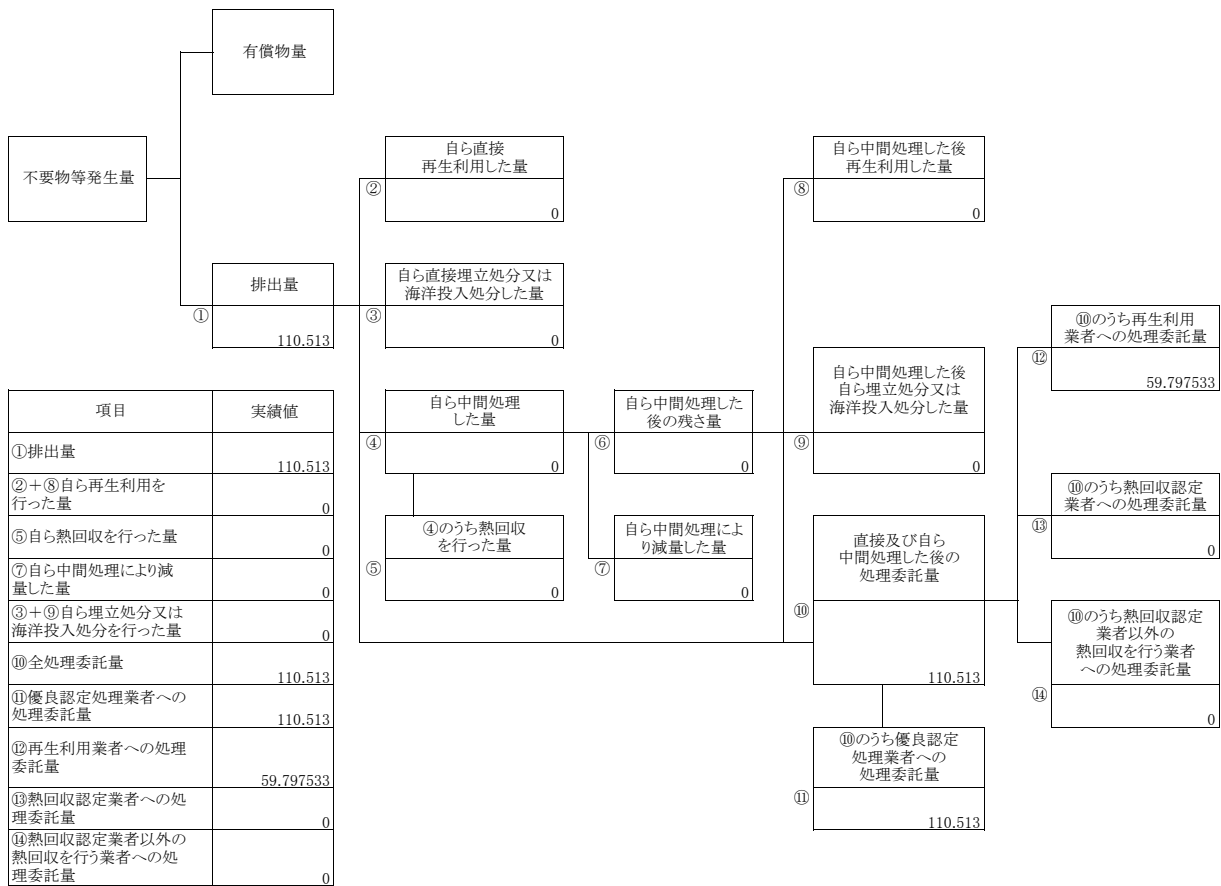 有償物量
不要物等発生量
自ら直接
再生利用した量
②
0
自ら中間処理した後
再生利用した量
⑧
0
排出量
①
110.513
自ら直接埋立処分又は
海洋投入処分した量
③
0
⑩のうち再生利用
業者への処理委託量
⑫
59.797533
自ら中間処理
した量
④
0
自ら中間処理した
後の残さ量
⑥
0
自ら中間処理した後
自ら埋立処分又は
海洋投入処分した量
⑨
0
⑩のうち熱回収認定
業者への処理委託量
⑬
0
④のうち熱回収
を行った量
⑤
0
自ら中間処理によ
り減量した量
⑦
0
直接及び自ら
中間処理した後の
処理委託量
⑩
110.513
⑩のうち熱回収認定
業者以外の
熱回収を行う業者
への処理委託量
⑭
0
⑩のうち優良認定
処理業者への
処理委託量
⑪
110.513
項目 実績値
①排出量
110.513
②+⑧自ら再生利用を
行った量
0
⑤自ら熱回収を行った量
0
⑦自ら中間処理により減
量した量
0
③+⑨自ら埋立処分又は
海洋投入処分を行った量
0
⑩全処理委託量
110.513
⑪優良認定処理業者への
処理委託量
110.513
⑫再生利用業者への処理
委託量
59.797533
⑬熱回収認定業者への処
理委託量
0
⑭熱回収認定業者以外の
熱回収を行う業者への処
理委託量
0